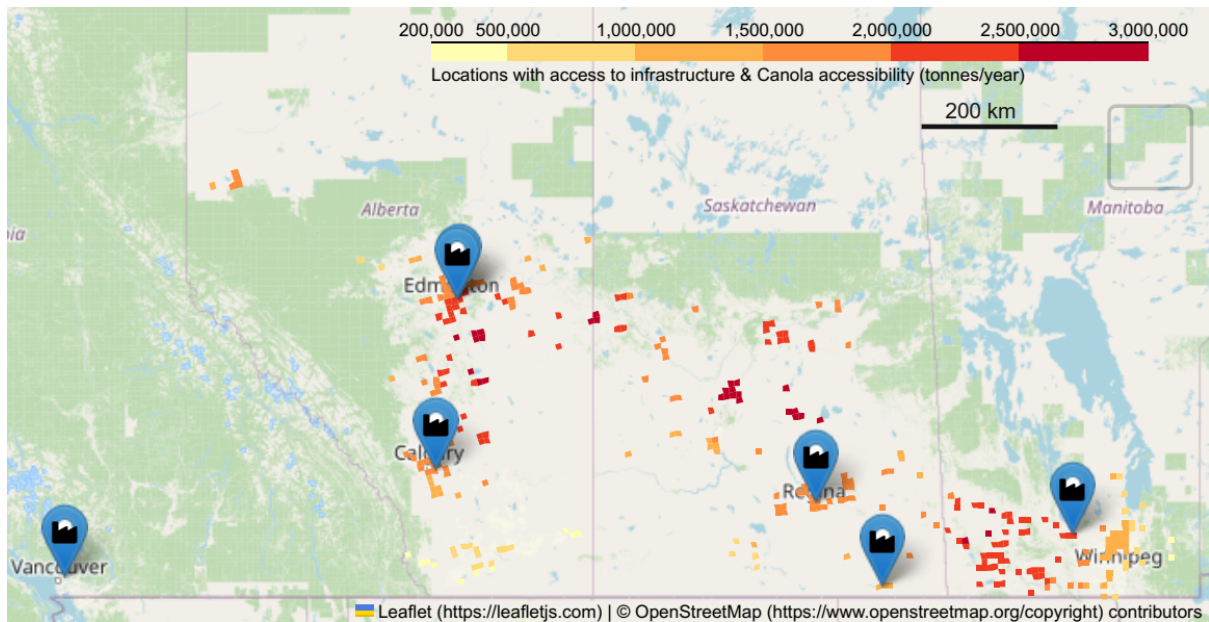 200,000 500,000 1,000,000 1,500,000 2,000,000 2,500,000 3,000,000
Locations with access to infrastructure & Canola accessibility (tonnes/year)
200 km
Alberta
Saskatchewan
Manitoba
Edmonton
Calgary
Regina
Vancouver
Winnipeg
Leaflet (https://leafletjs.com) | © OpenStreetMap (https://www.openstreetmap.org/copyright) contributors